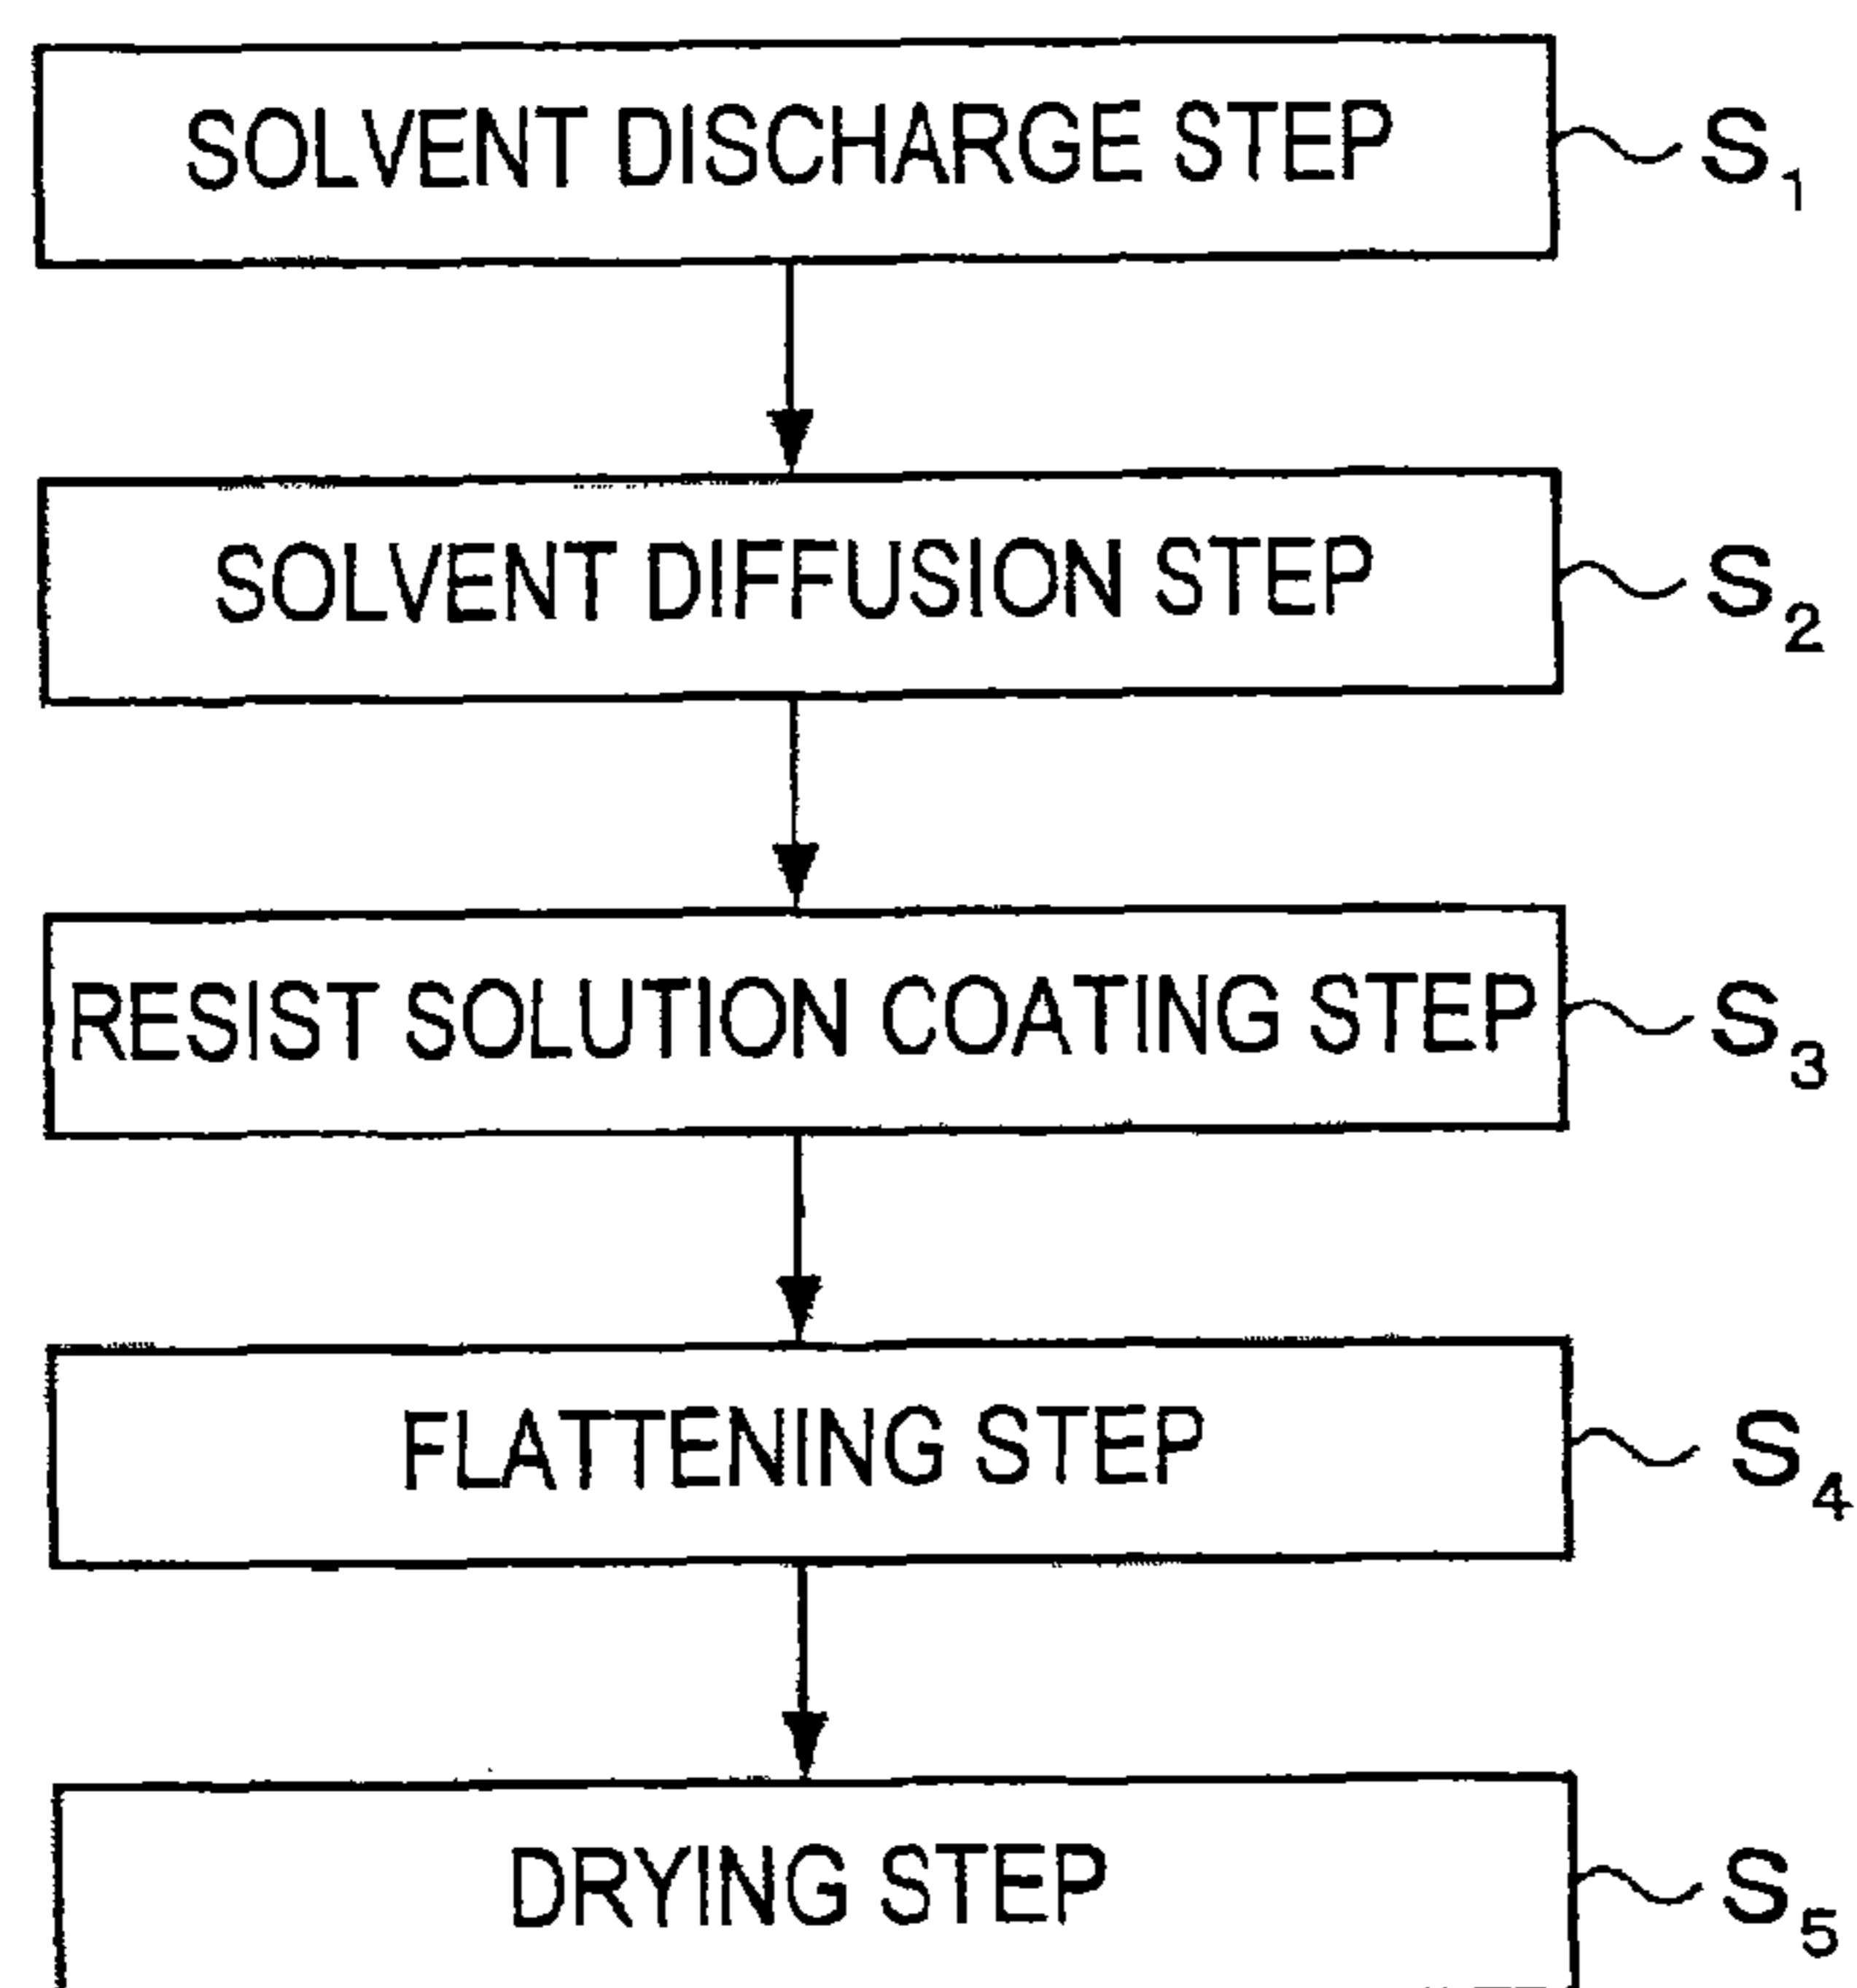 SOLVENT DISCHARGE STEP S1
SOLVENT DIFFUSION STEP S2
RESIST SOLUTION COATING STEP S3
FLATTENING STEP S4
DRYING STEP S5